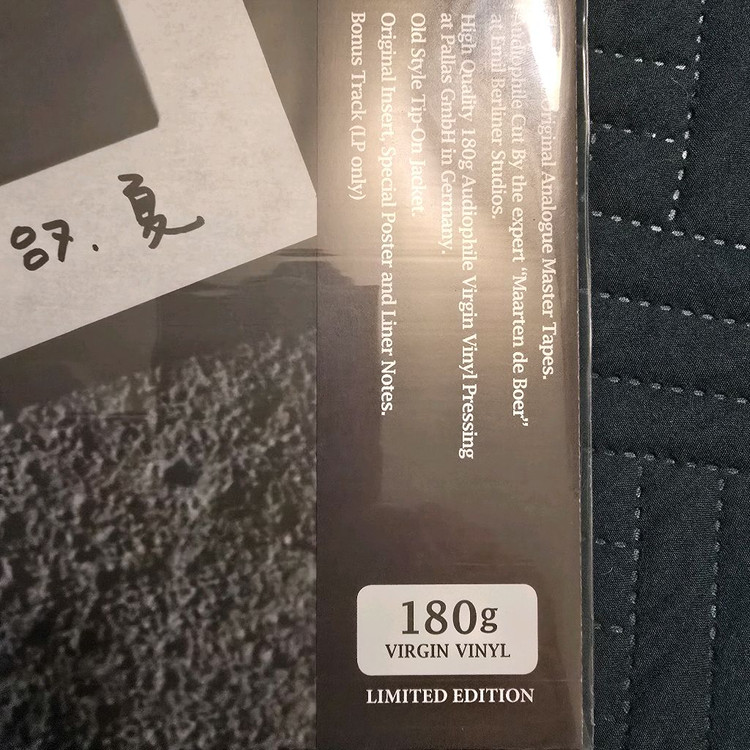 87. 夏
Original Analogue Master Tapes.
Audiophile Cut By the expert “Maarten de Boer”
at Emil Berliner Studios.
High Quality 180g Audiophile Virgin Vinyl Pressing
at Pallas GmbH in Germany.
Old Style Tip-On Jacket.
Original Insert, Special Poster and Liner Notes.
Bonus Track (LP only)
180g
VIRGIN VINYL
LIMITED EDITION